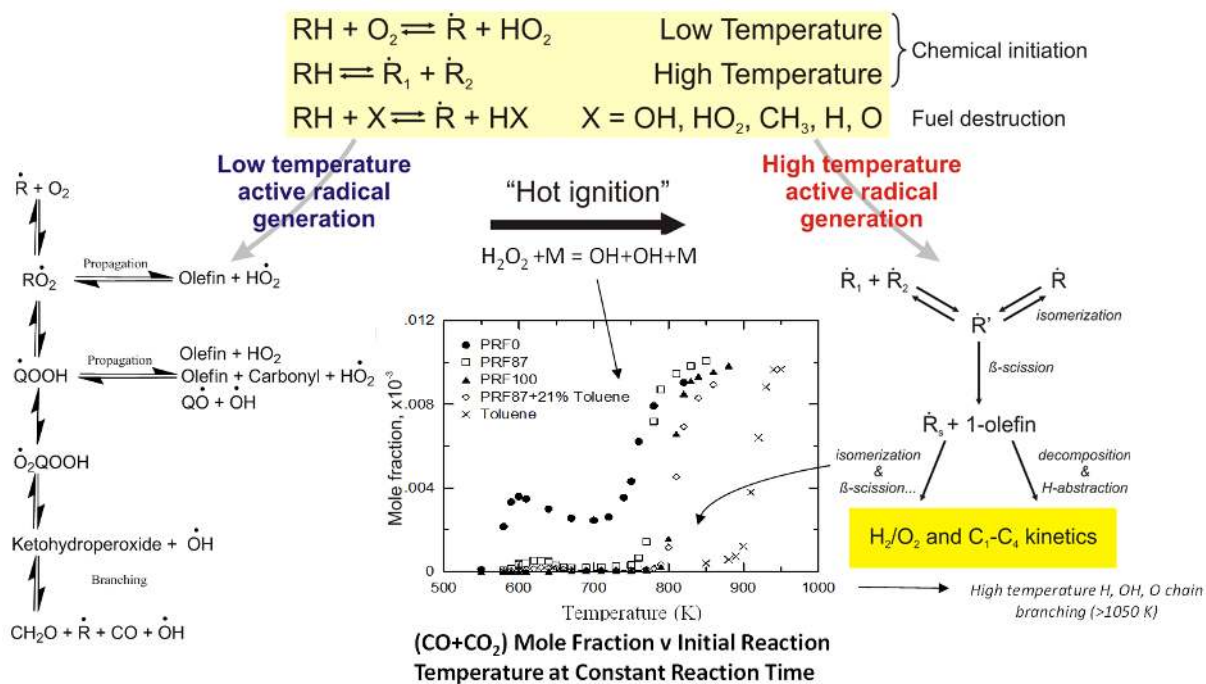 RH + O₂ ⇌ Ṙ + HO₂ Low Temperature
RH ⇌ Ṙ₁ + Ṙ₂ High Temperature
Chemical initiation
RH + X ⇌ Ṙ + HX X = OH, HO₂, CH₃, H, O Fuel destruction
Low temperature
active radical
generation
"Hot ignition"
H₂O₂ +M = OH+OH+M
High temperature
active radical
generation
Ṙ + O₂
RȮ₂
Propagation
Olefin + HȮ₂
Q̇OOH
Propagation
Olefin + HO₂
Olefin + Carbonyl + HȮ₂
QȮ + ȮH
Ȯ₂QOOH
Ketohydroperoxide + ȮH
Branching
CH₂O + Ṙ + CO + ȮH
Mole fraction, x10⁻³
.012
0.008
0.004
0
PRF0
PRF87
PRF100
PRF87+21% Toluene
Toluene
500 600 700 800 900 1000
Temperature (K)
(CO+CO₂) Mole Fraction v Initial Reaction
Temperature at Constant Reaction Time
Ṙ₁ + Ṙ₂ Ṙ
Ṙ'
isomerization
ß-scission
Ṙₛ + 1-olefin
isomerization
&
ß-scission...
decomposition
&
H-abstraction
H₂/O₂ and C₁-C₄ kinetics
High temperature H, OH, O chain
branching (>1050 K)